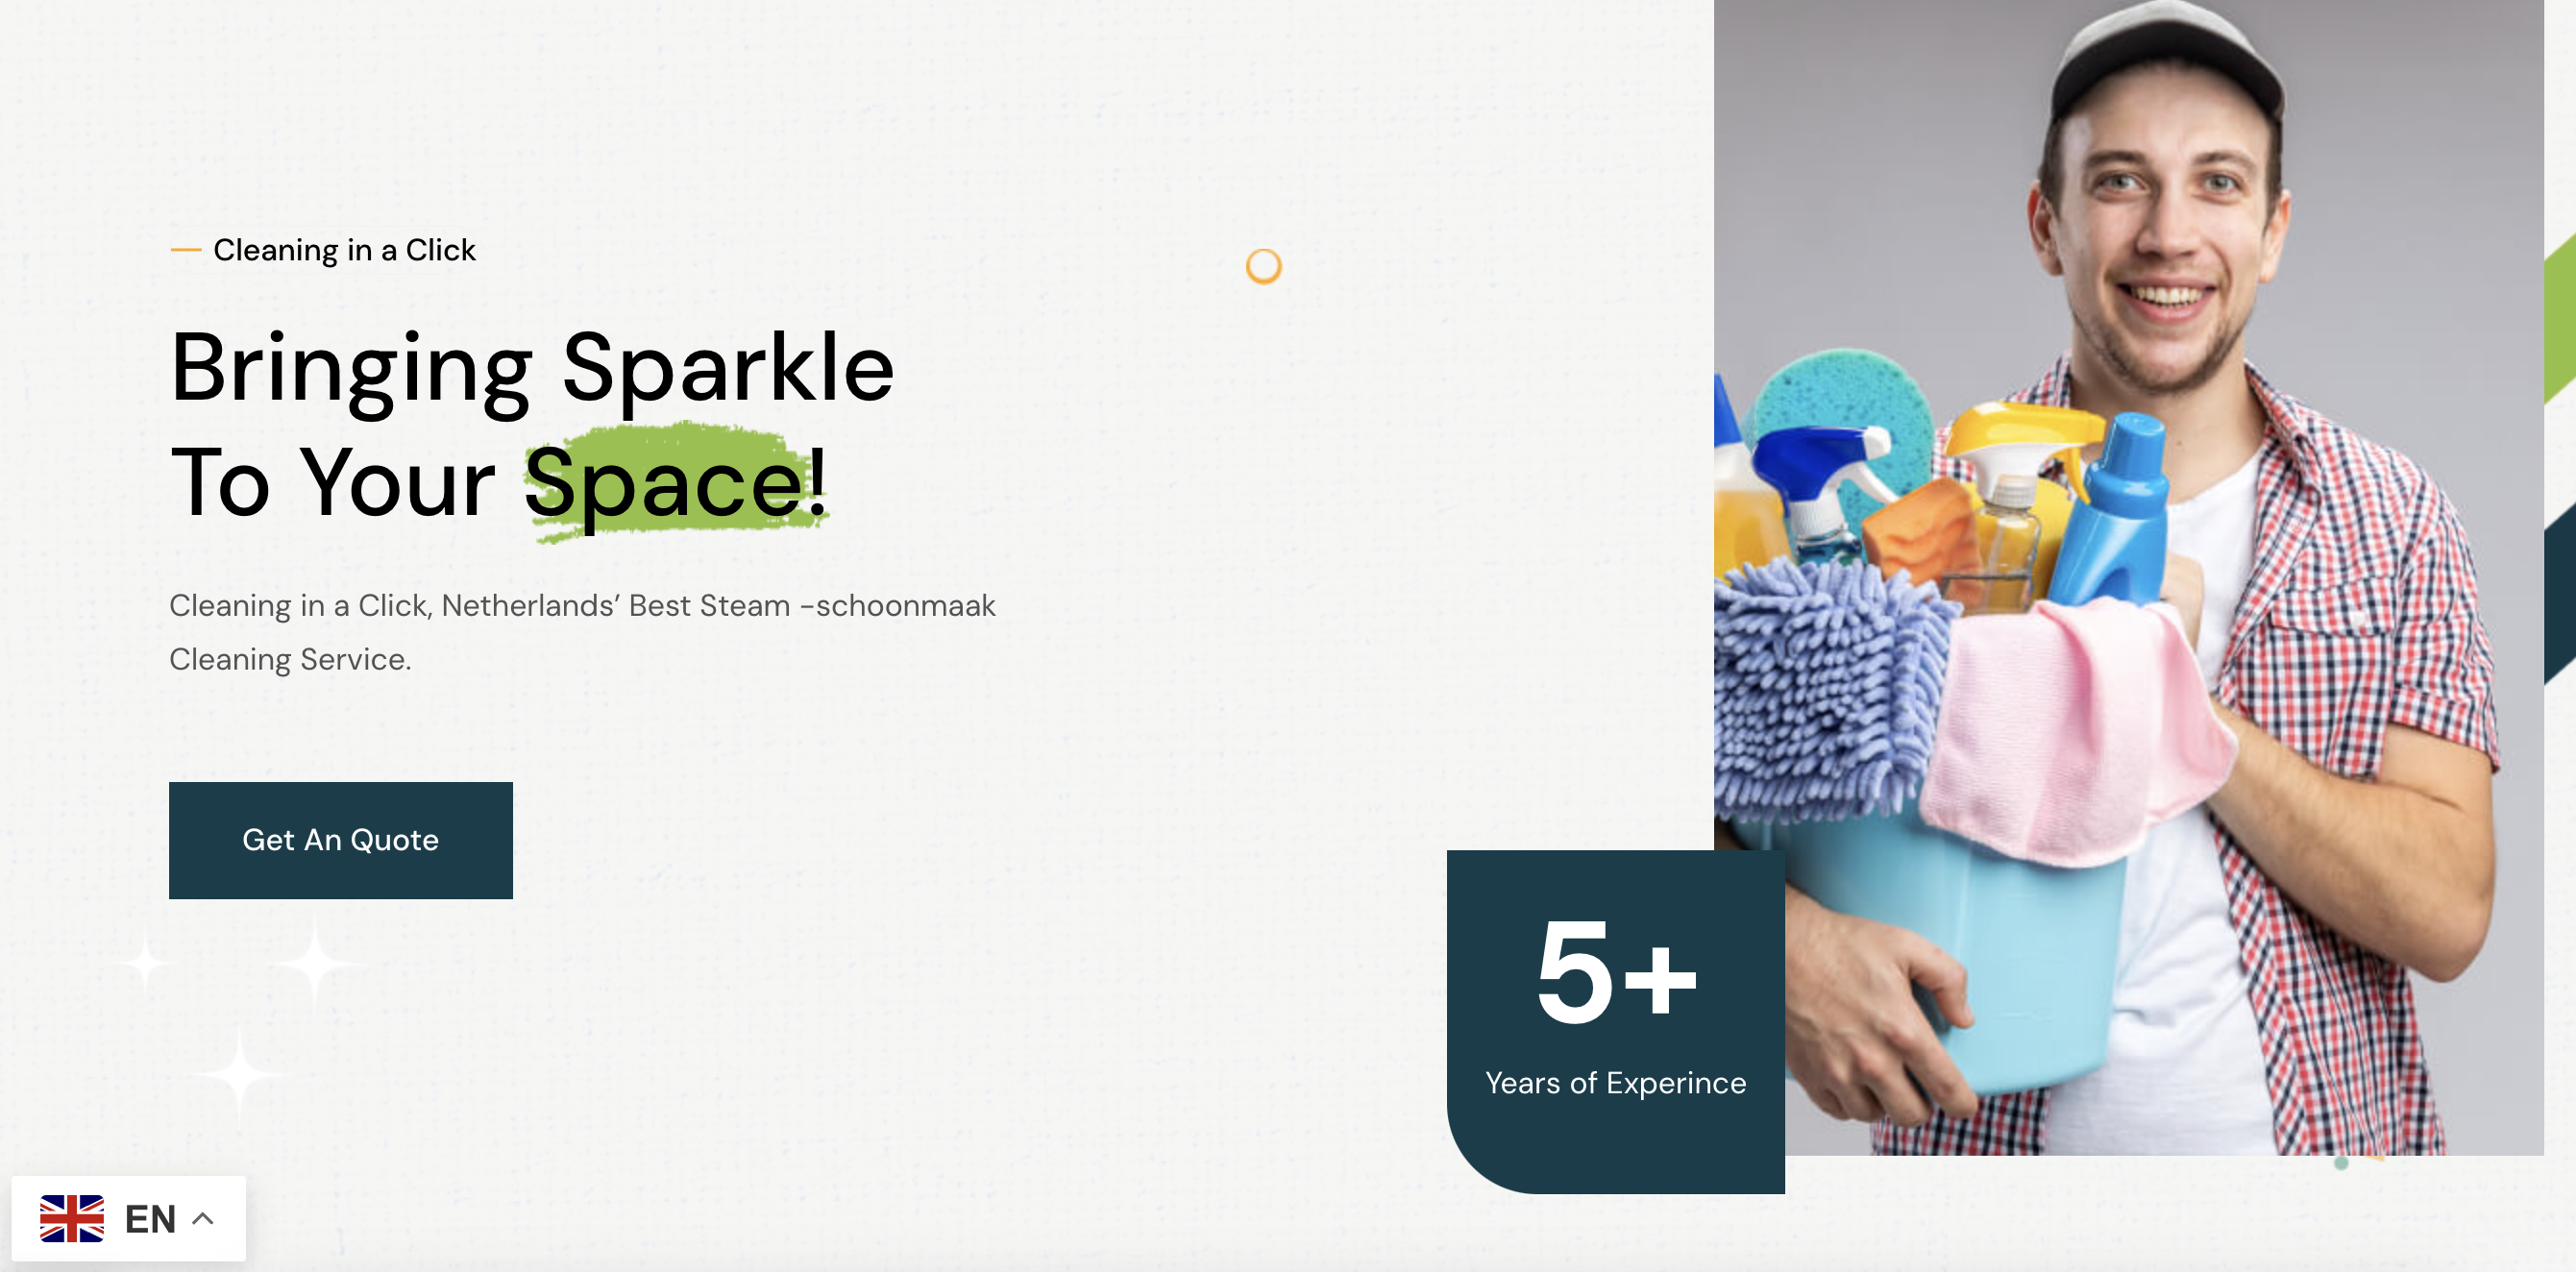 Cleaning in a Click
Bringing Sparkle
To Your Space!
Cleaning in a Click, Netherlands’ Best Steam -schoonmaak
Cleaning Service.
Get An Quote
5+
Years of Experince
EN